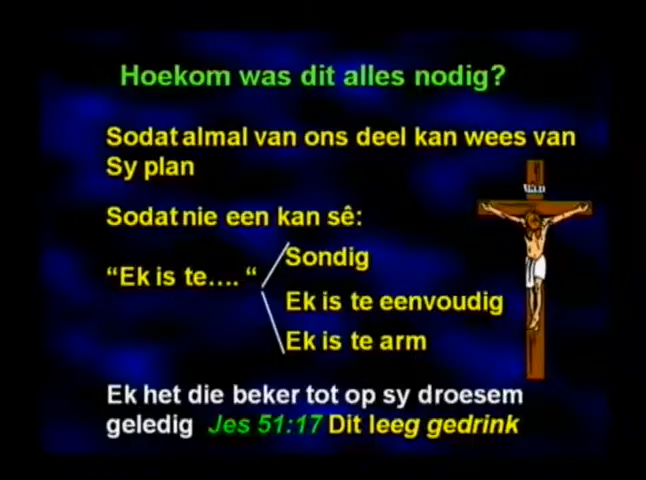 Hoekom was dit alles nodig?
Sodat almal van ons deel kan wees van
Sy plan
Sodat nie een kan sê:
Sondig
“Ek is te.... “
Ek is te eenvoudig
Ek is te arm
Ek het die beker tot op sy droesem
geledig Jes 51:17 Dit leeg gedrink